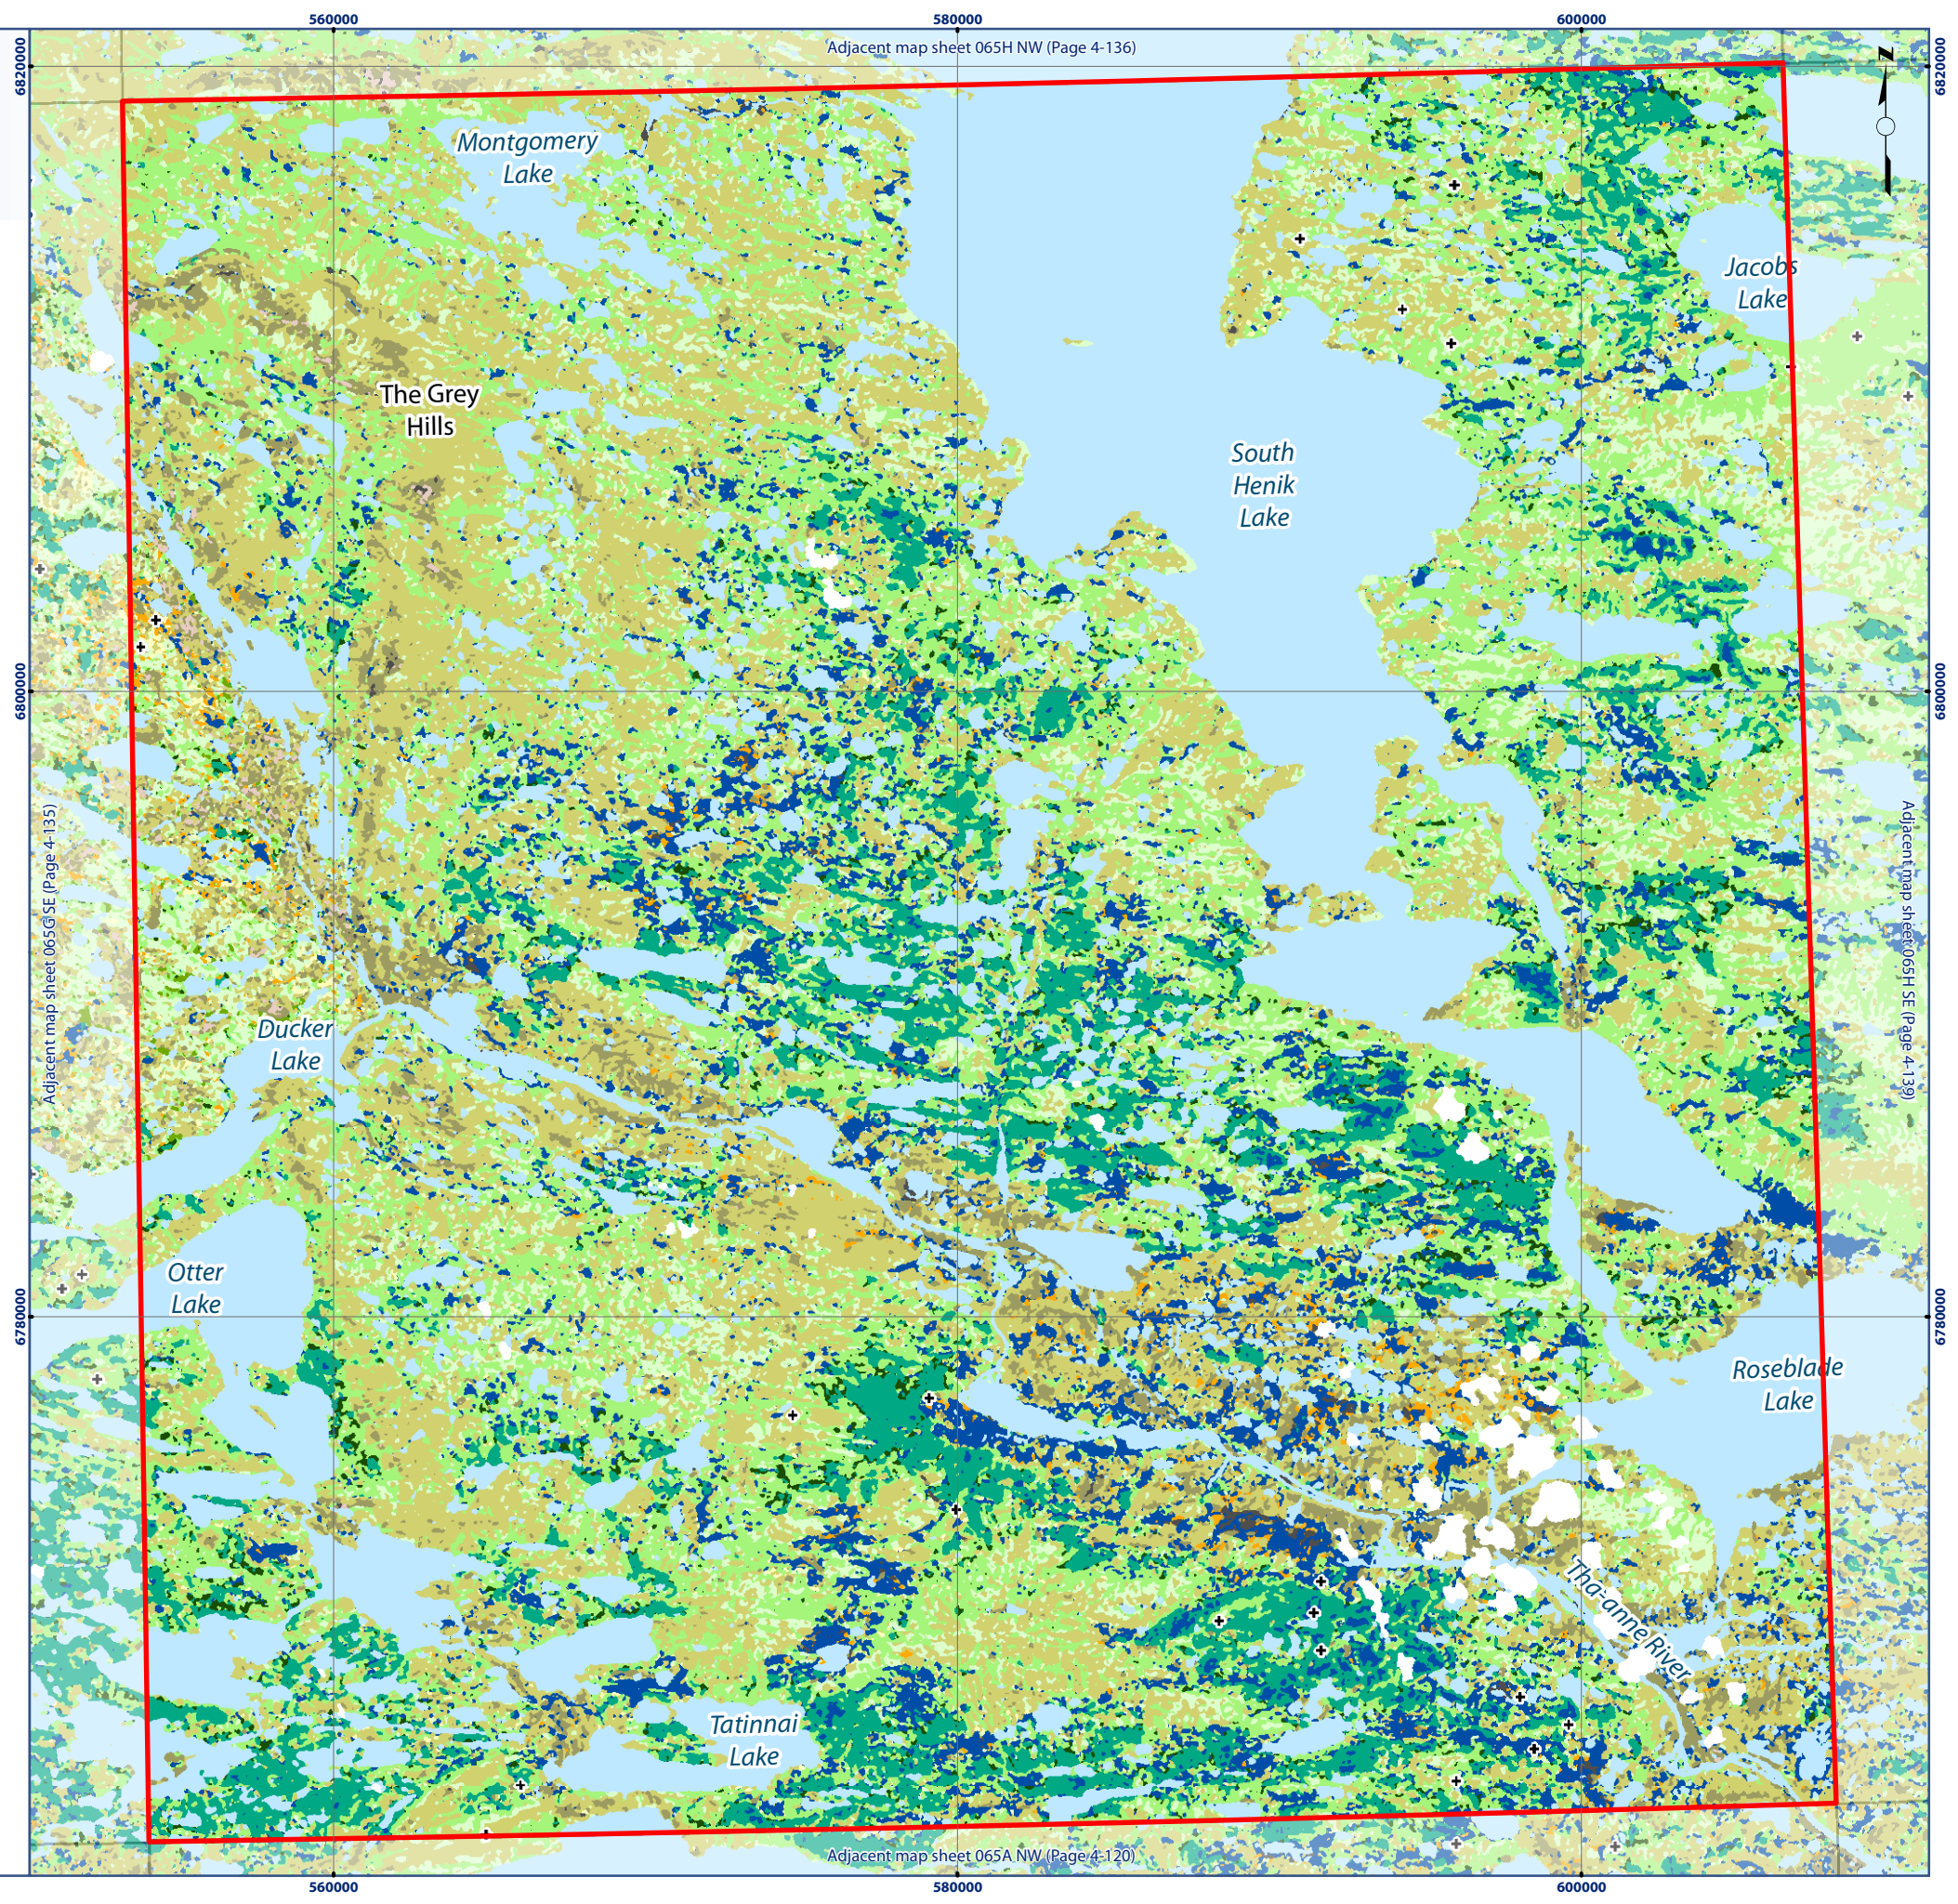 560000
580000
600000
Adjacent map sheet 065H NW (Page 4-136)
6820000
6820000
N
Montgomery
Lake
Jacobs
Lake
The Grey
Hills
South
Henik
Lake
6800000
6800000
Adjacent map sheet 065G SE (Page 4-135)
Adjacent map sheet 065H SE (Page 4-139)
Ducker
Lake
Otter
Lake
6780000
6780000
Roseblade
Lake
Tha-anne River
Tatinnai
Lake
Adjacent map sheet 065A NW (Page 4-120)
560000
580000
600000